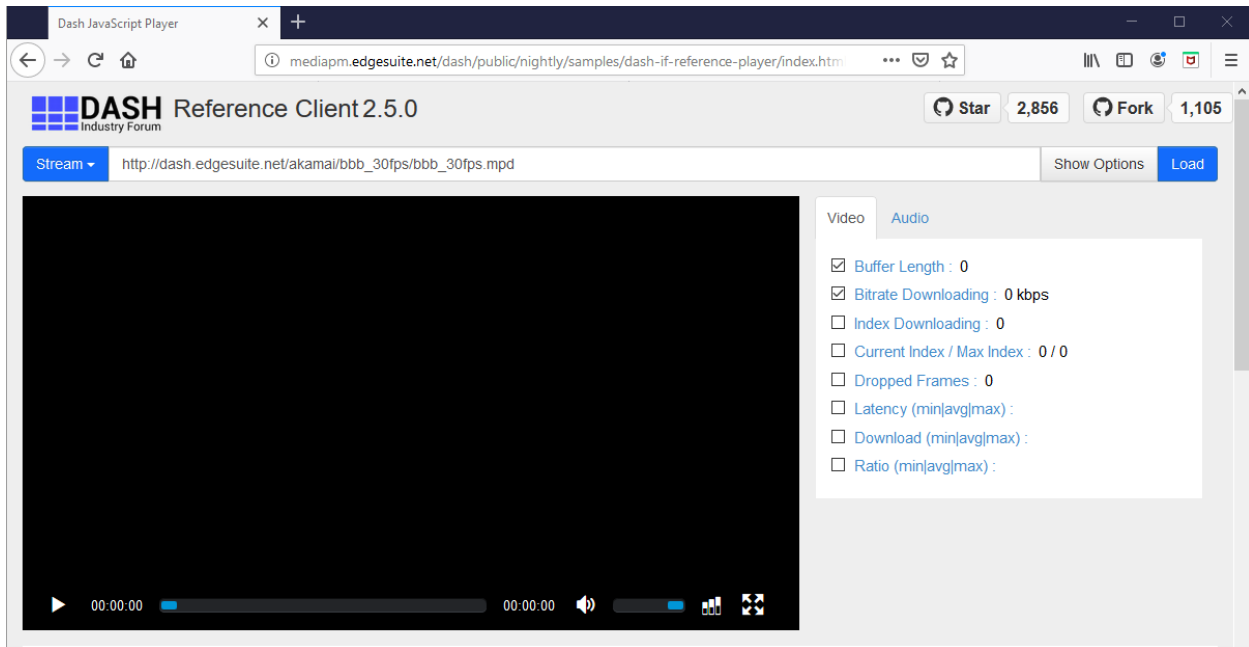 Dash JavaScript Player
mediapm.edgesuite.net/dash/public/nightly/samples/dash-if-reference-player/index.htm
DASH Industry Forum Reference Client 2.5.0
Star 2,856 Fork 1,105
Stream http://dash.edgesuite.net/akamai/bbb_30fps/bbb_30fps.mpd Show Options Load
Video Audio
Buffer Length : 0
Bitrate Downloading : 0 kbps
Index Downloading : 0
Current Index / Max Index : 0 / 0
Dropped Frames : 0
Latency (min|avg|max) :
Download (min|avg|max) :
Ratio (min|avg|max) :
00:00:00 00:00:00